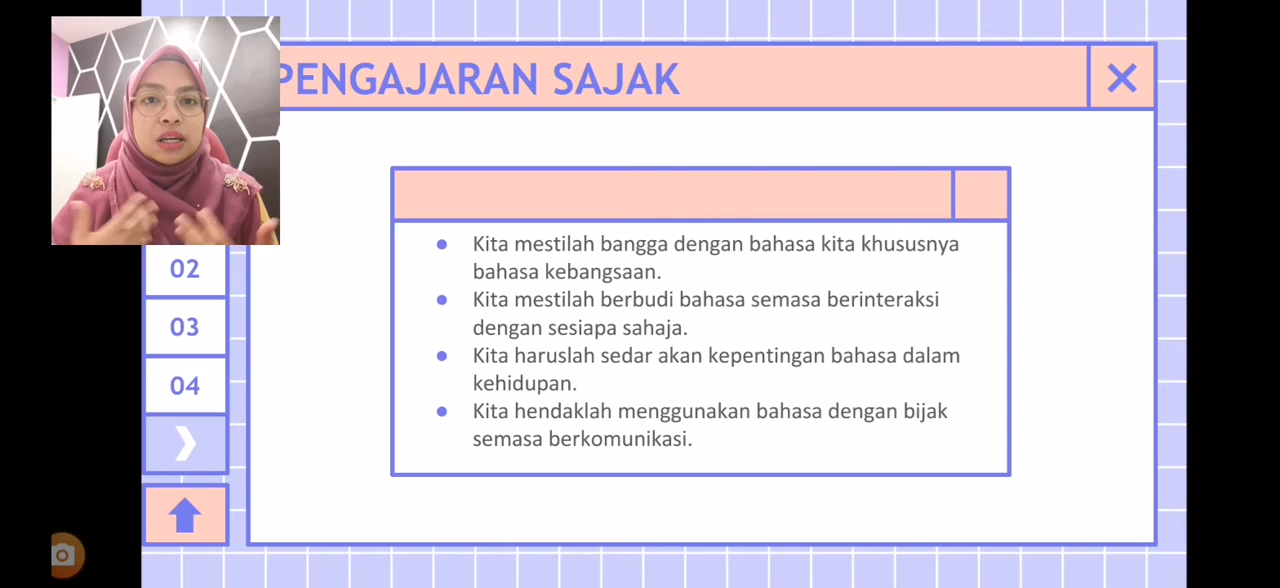 PENGAJARAN SAJAK
Kita mestilah bangga dengan bahasa kita khususnya
bahasa kebangsaan.
Kita mestilah berbudi bahasa semasa berinteraksi
dengan sesiapa sahaja.
Kita haruslah sedar akan kepentingan bahasa dalam
kehidupan.
Kita hendaklah menggunakan bahasa dengan bijak
semasa berkomunikasi.
02
03
04